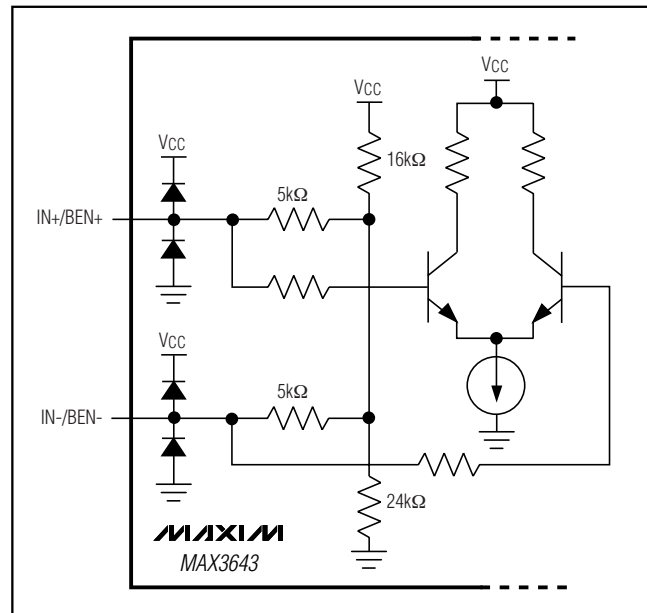 VCC
VCC
16kΩ
VCC
5kΩ
IN+/BEN+
VCC
5kΩ
IN-/BEN-
24kΩ
MAXIM
MAX3643